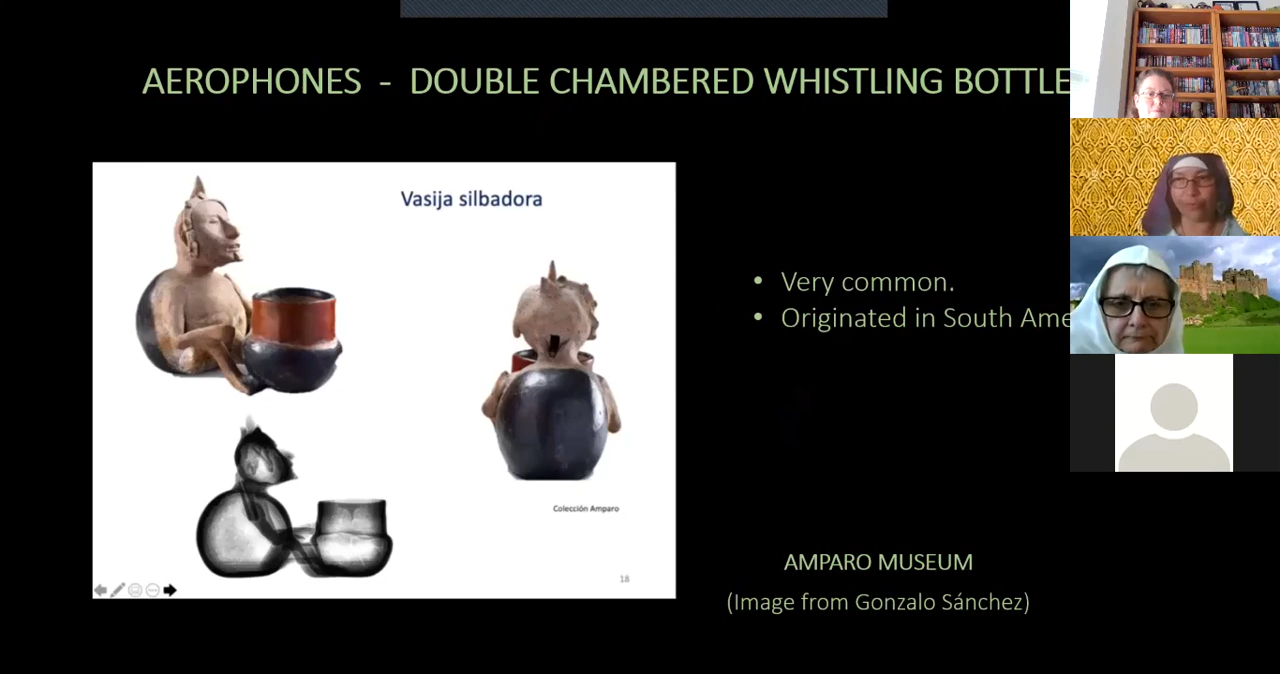 AEROPHONES - DOUBLE CHAMBERED WHISTLING BOTTLE
Vasija silbadora
• Very common.
• Originated in South Ame
Colección Amparo
18
AMPARO MUSEUM
(Image from Gonzalo Sánchez)